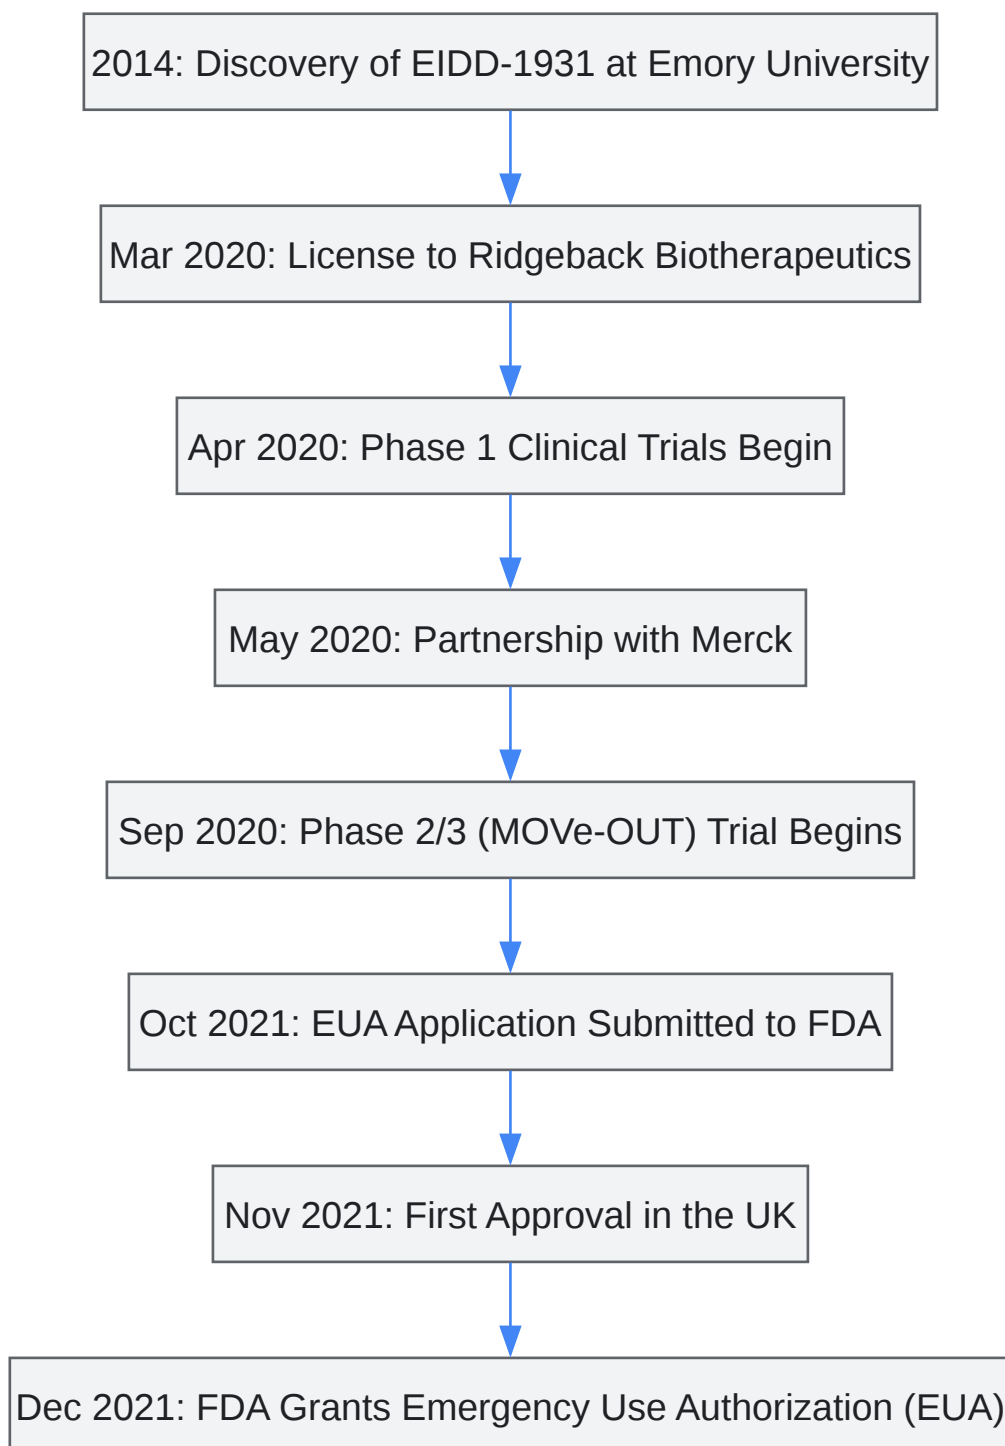 2014: Discovery of EIDD-1931 at Emory University
Mar 2020: License to Ridgeback Biotherapeutics
Apr 2020: Phase 1 Clinical Trials Begin
May 2020: Partnership with Merck
Sep 2020: Phase 2/3 (MOVe-OUT) Trial Begins
Oct 2021: EUA Application Submitted to FDA
Nov 2021: First Approval in the UK
Dec 2021: FDA Grants Emergency Use Authorization (EUA)